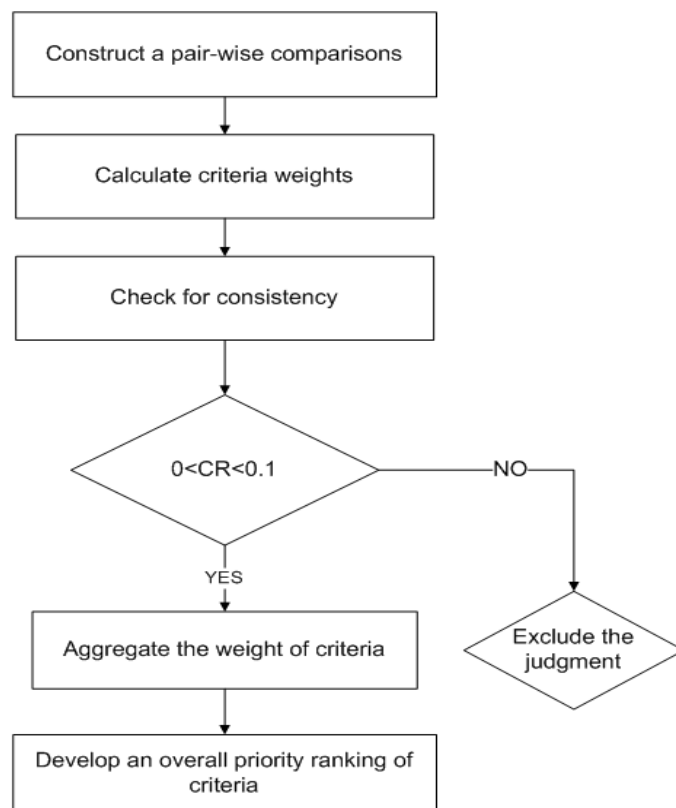 Construct a pair-wise comparisons
Calculate criteria weights
Check for consistency
0<CR<0.1
NO
YES
Aggregate the weight of criteria
Exclude the
judgment
Develop an overall priority ranking of
criteria